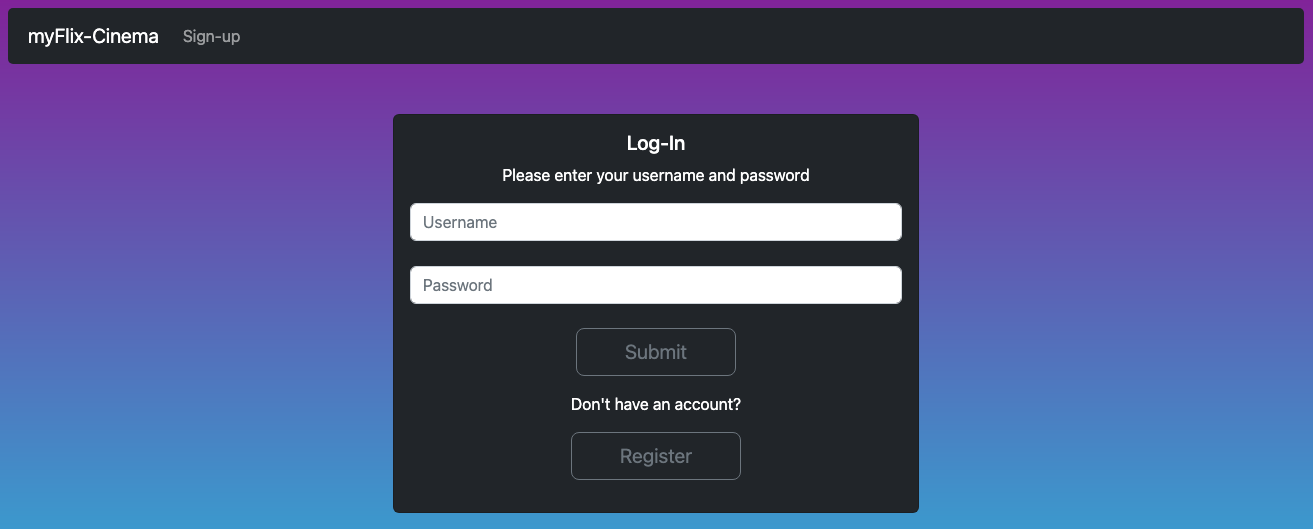 myFlix-Cinema Sign-up
Log-In
Please enter your username and password
Username
Password
Submit
Don't have an account?
Register